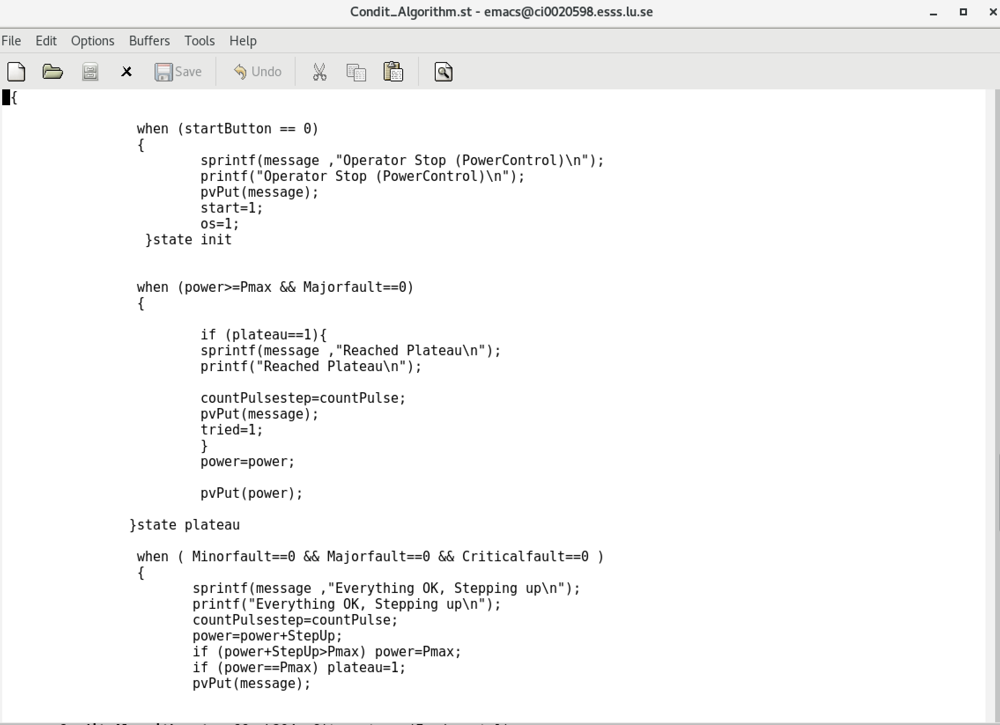 Condit_Algorithm.st - emacs@ci0020598.esss.lu.se
File Edit Options Buffers Tools Help
Save Undo
{
when (startButton == 0)
{
sprintf(message ,"Operator Stop (PowerControl)\n");
printf("Operator Stop (PowerControl)\n");
pvPut(message);
start=1;
os=1;
}state init
when (power>=Pmax && Majorfault==0)
{
if (plateau==1){
sprintf(message ,"Reached Plateau\n");
printf("Reached Plateau\n");
countPulsestep=countPulse;
pvPut(message);
tried=1;
}
power=power;
pvPut(power);
}state plateau
when ( Minorfault==0 && Majorfault==0 && Criticalfault==0 )
{
sprintf(message ,"Everything OK, Stepping up\n");
printf("Everything OK, Stepping up\n");
countPulsestep=countPulse;
power=power+StepUp;
if (power+StepUp>Pmax) power=Pmax;
if (power==Pmax) plateau=1;
pvPut(message);